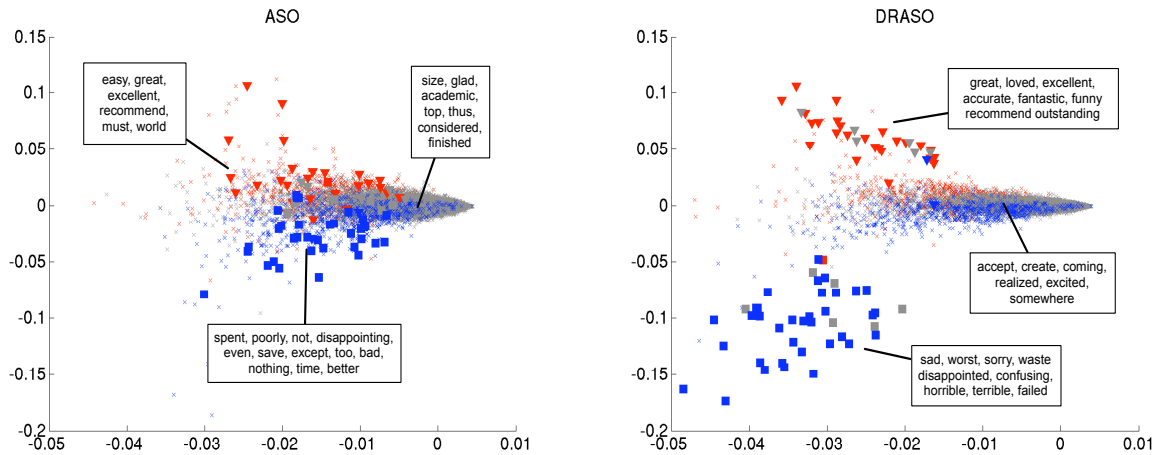 ASO
0.15
0.1
0.05
0
-0.05
-0.1
-0.15
-0.2
-0.05
-0.04
-0.03
-0.02
-0.01
0
0.01
easy, great,
excellent,
recommend,
must, world
size, glad,
academic,
top, thus,
considered,
finished
spent, poorly, not, disappointing,
even, save, except, too, bad,
nothing, time, better
DRASO
0.15
0.1
0.05
0
-0.05
-0.1
-0.15
-0.2
-0.05
-0.04
-0.03
-0.02
-0.01
0
0.01
great, loved, excellent,
accurate, fantastic, funny
recommend outstanding
accept, create, coming,
realized, excited,
somewhere
sad, worst, sorry, waste
disappointed, confusing,
horrible, terrible, failed